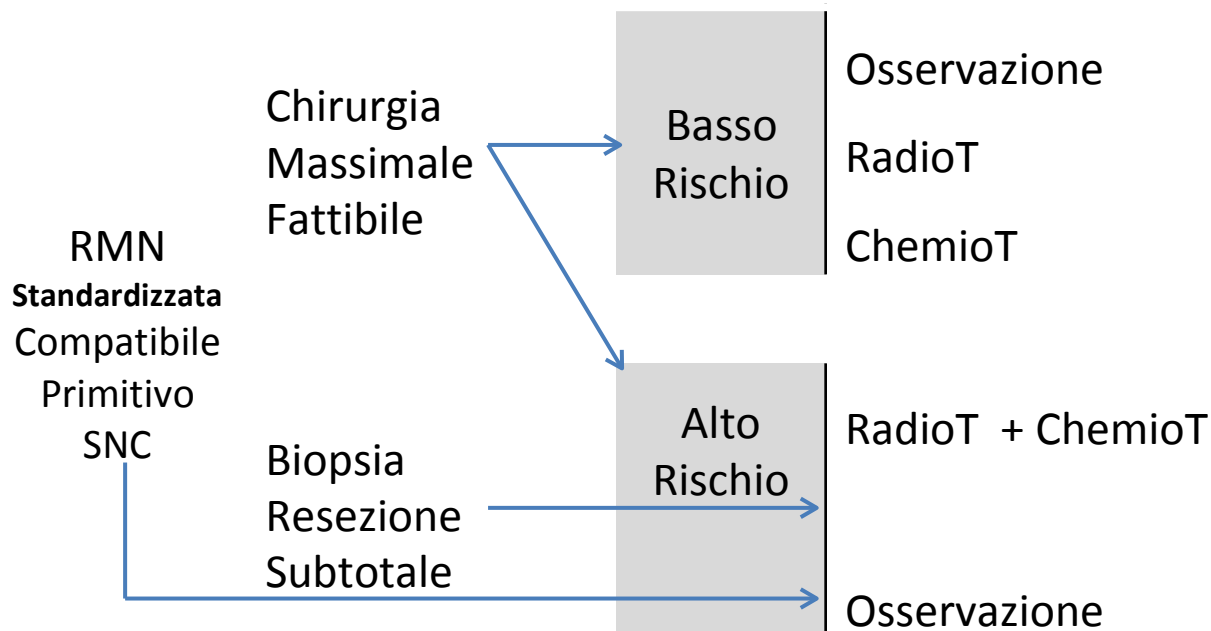 RMN
Standardizzata
Compatibile
Primitivo
SNC
Chirurgia
Massimale
Fattibile
Biopsia
Resezione
Subtotale
Basso
Rischio
Alto
Rischio
Osservazione
RadioT
ChemioT
RadioT + ChemioT
Osservazione